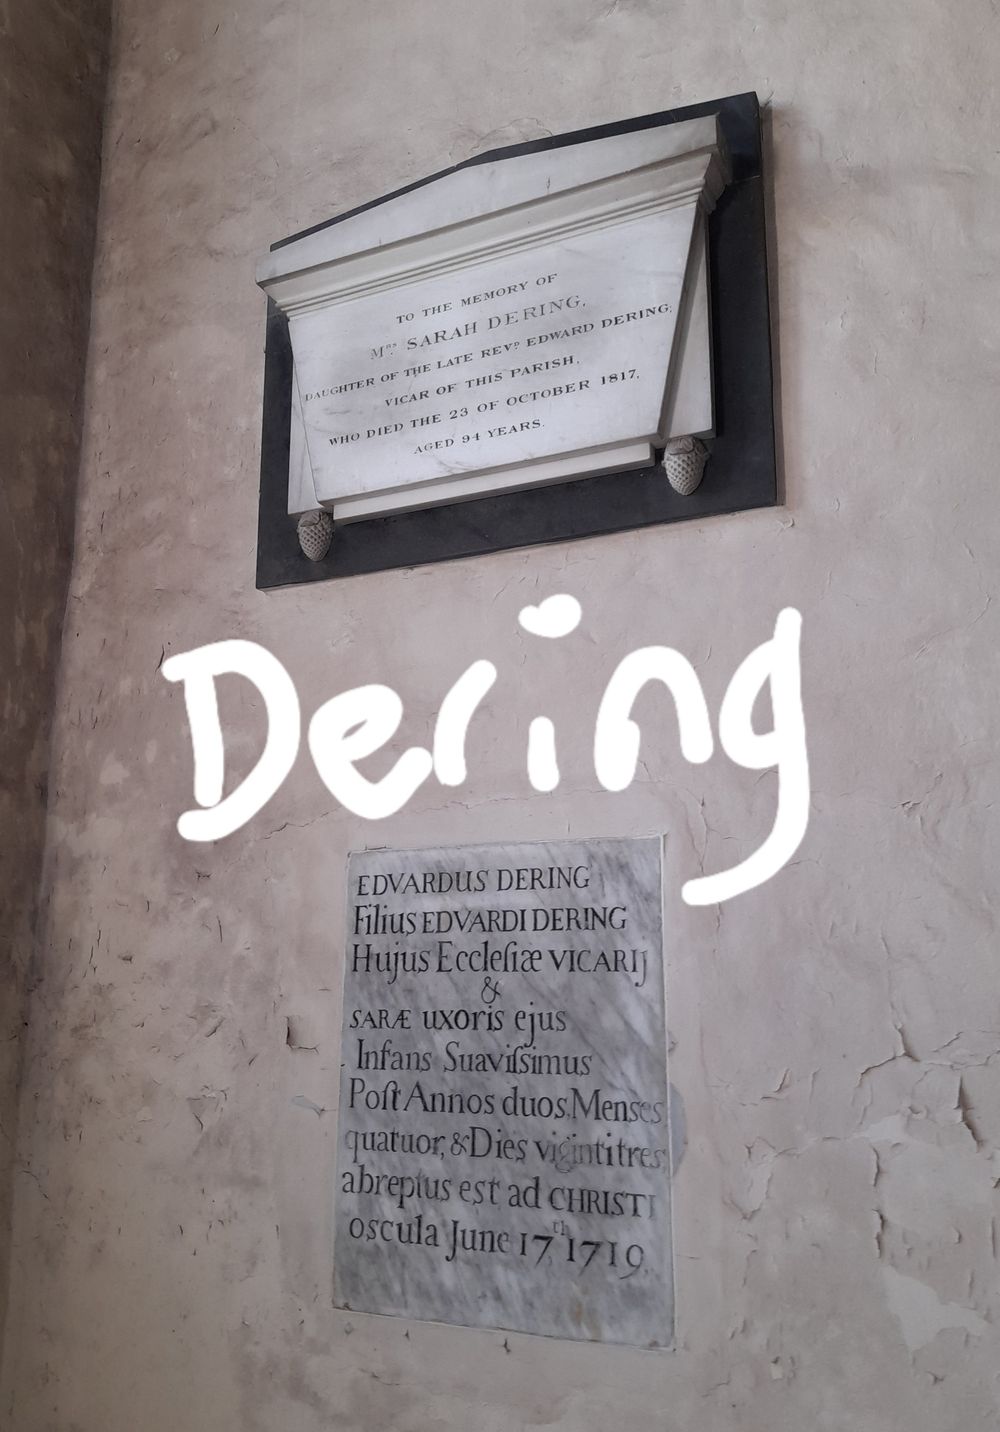 TO THE MEMORY OF
Mrs. SARAH DERING,
DAUGHTER OF THE LATE REVD. EDWARD DERING,
VICAR OF THIS PARISH,
WHO DIED THE 23 OF OCTOBER 1817,
AGED 94 YEARS.
Dering
EDVARDUS DERING
Filius EDVARDI DERING
Hujus Eccleſiæ VICARIJ
&
SARÆ uxoris ejus
Infans Suaviſsimus
Poſt Annos duos, Menses
quatuor, & Dies viginti tres,
abreptus est ad CHRISTI
oscula June 17th 1719.